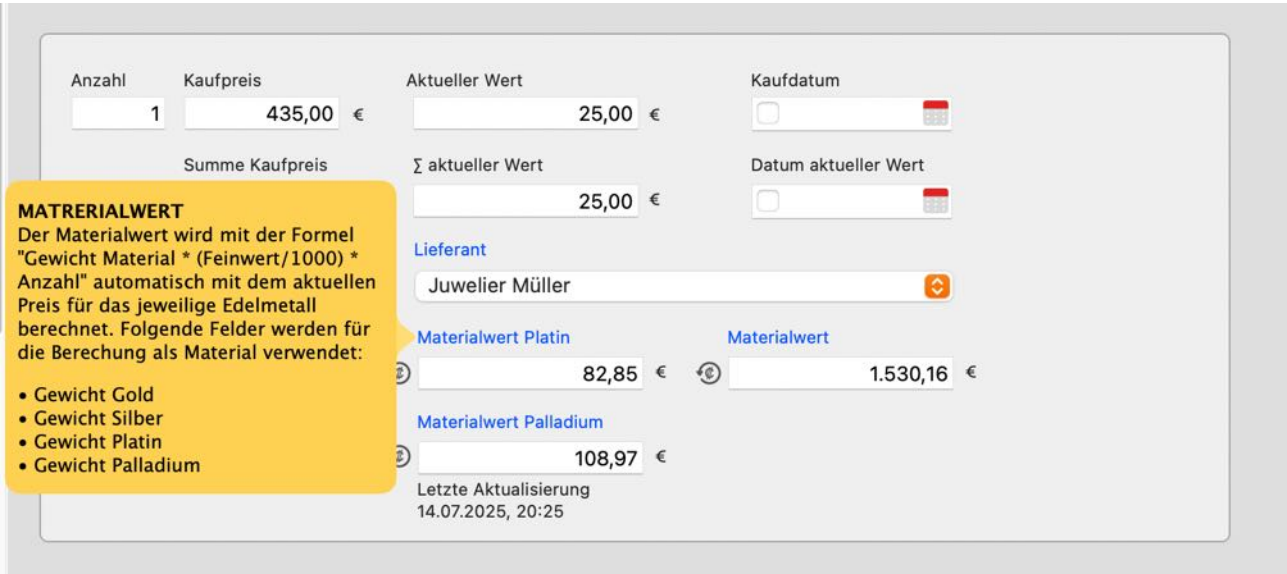 Anzahl Kaufpreis Aktueller Wert Kaufdatum
1 435,00 € 25,00 €
Summe Kaufpreis ∑ aktueller Wert Datum aktueller Wert
25,00 €
MATRERIALWERT
Der Materialwert wird mit der Formel
"Gewicht Material * (Feinwert/1000) *
Anzahl" automatisch mit dem aktuellen
Preis für das jeweilige Edelmetall
berechnet. Folgende Felder werden für
die Berechung als Material verwendet:
• Gewicht Gold
• Gewicht Silber
• Gewicht Platin
• Gewicht Palladium
Lieferant
Juwelier Müller
Materialwert Platin Materialwert
82,85 € 1.530,16 €
Materialwert Palladium
108,97 €
Letzte Aktualisierung
14.07.2025, 20:25